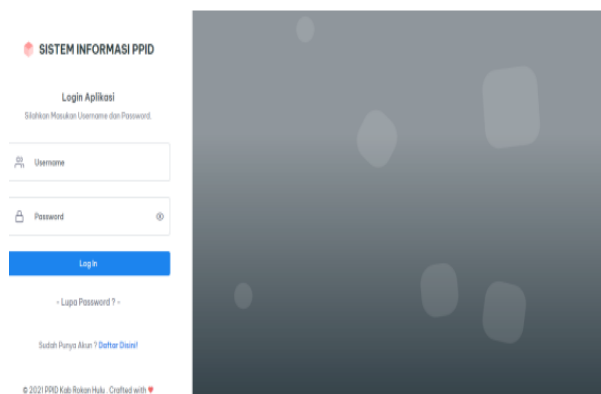 SISTEM INFORMASI PPID
Login Aplikasi
Silahkan Masukan Username dan Password.
Username
Password
Log In
- Lupa Password ? -
Sudah Punya Akun ? Daftar Disini!
© 2021 PPID Kab Rokan Hulu . Crafted with ♥